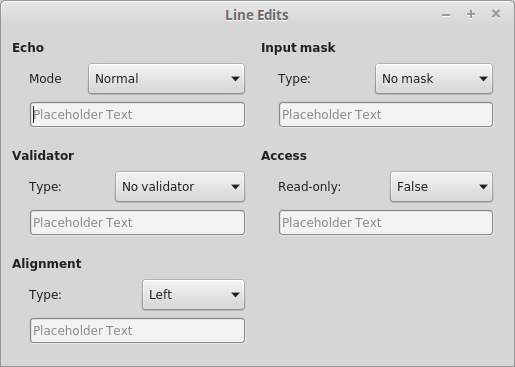 Line Edits
Echo
Mode Normal
Placeholder Text
Input mask
Type: No mask
Placeholder Text
Validator
Type: No validator
Placeholder Text
Access
Read-only: False
Placeholder Text
Alignment
Type: Left
Placeholder Text